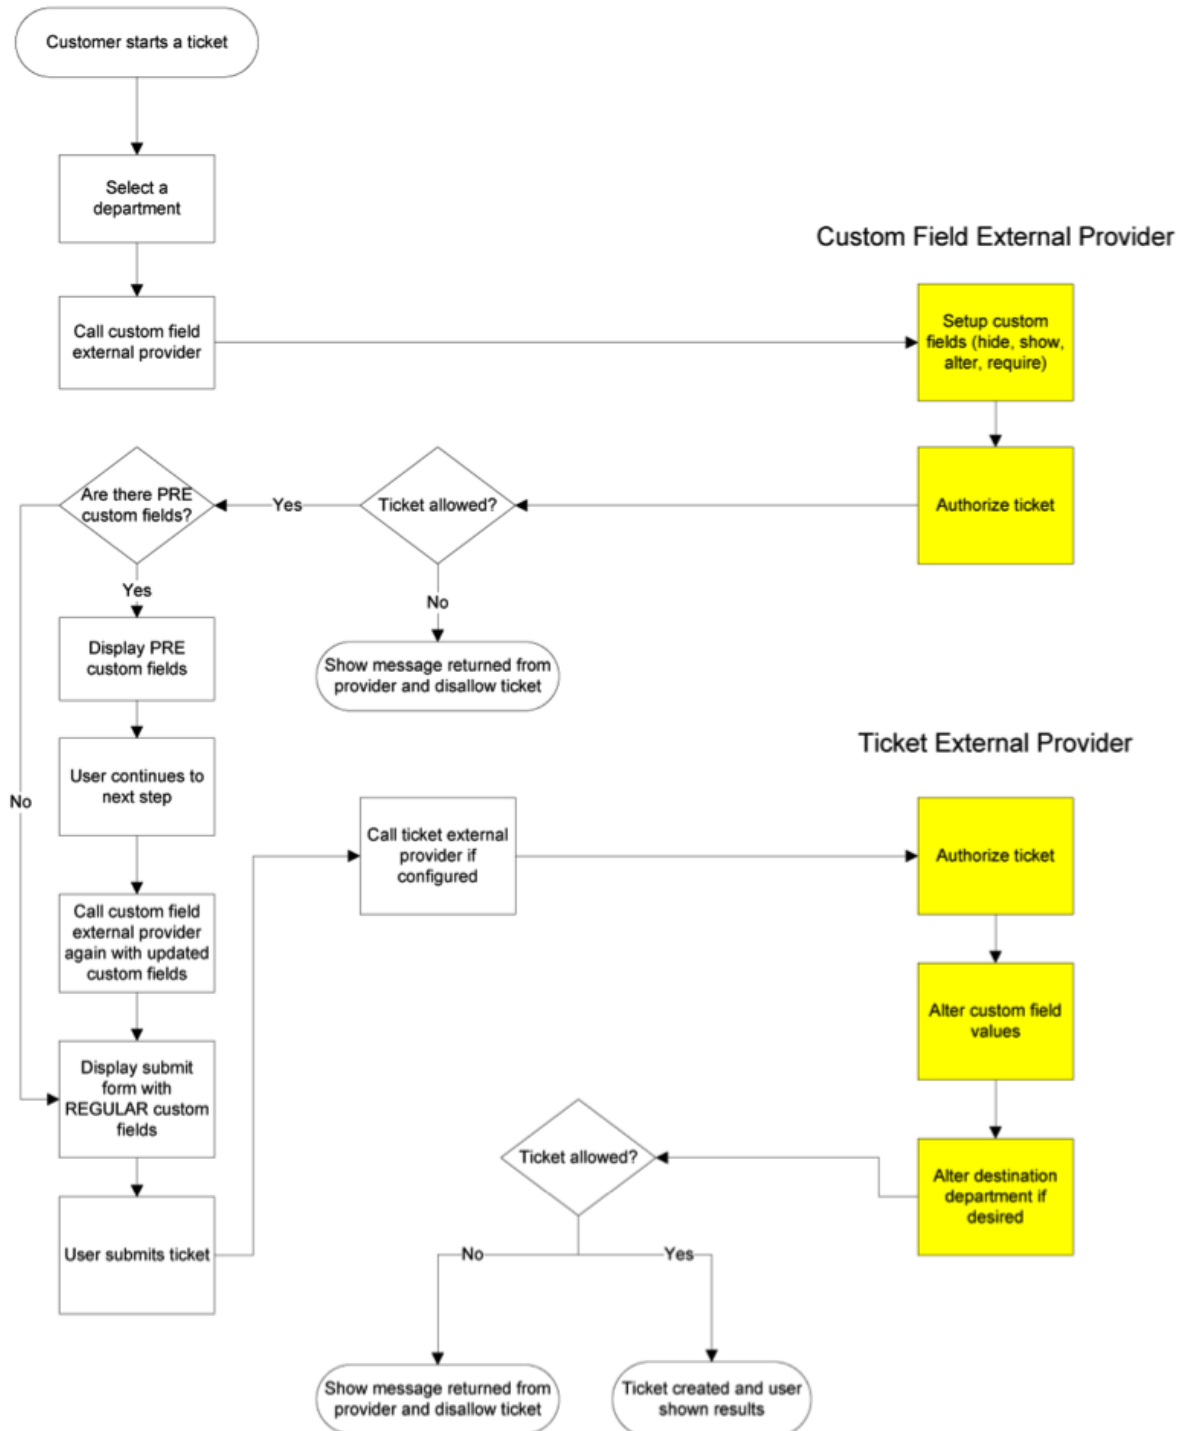 Customer starts a ticket
Select a
department
Custom Field External Provider
Call custom field
external provider
Setup custom
fields (hide, show,
alter, require)
Are there PRE
custom fields?
Yes
Ticket allowed?
Authorize ticket
Yes
No
Display PRE
custom fields
Show message returned from
provider and disallow ticket
Ticket External Provider
User continues to
next step
No
Call ticket external
provider if
configured
Authorize ticket
Call custom field
external provider
again with updated
custom fields
Alter custom field
values
Display submit
form with
REGULAR custom
fields
Ticket allowed?
Alter destination
department if
desired
User submits ticket
No
Yes
Show message returned from
provider and disallow ticket
Ticket created and user
shown results